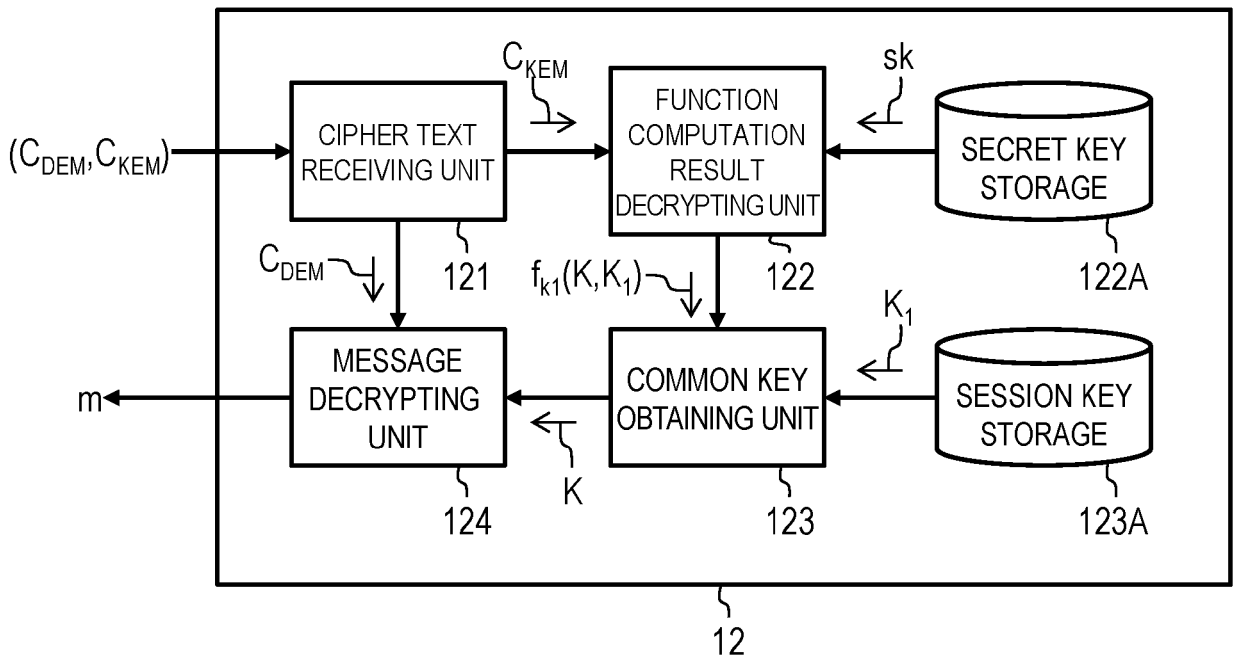 C_KEM
sk
(C_DEM,C_KEM)
CIPHER TEXT
RECEIVING UNIT
FUNCTION
COMPUTATION
RESULT
DECRYPTING UNIT
SECRET KEY
STORAGE
121
122
122A
C_DEM
f_k1(K,K_1)
K_1
m
MESSAGE
DECRYPTING
UNIT
COMMON KEY
OBTAINING UNIT
SESSION KEY
STORAGE
K
124
123
123A
12